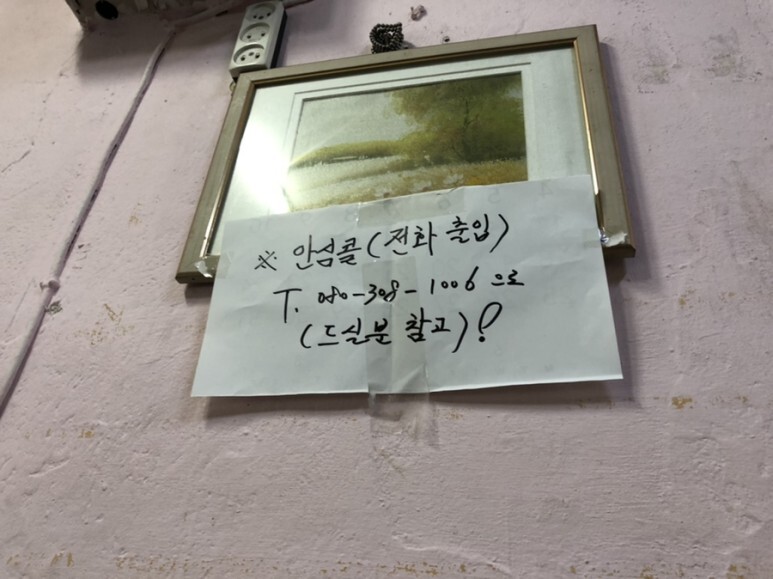 ※ 안심콜(전화 출입)
T. 080-308-1006 으로
(드실분 참고)!